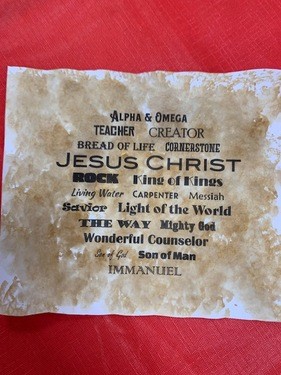 ALPHA & OMEGA
TEACHER CREATOR
BREAD OF LIFE CORNERSTONE
JESUS CHRIST
ROCK King of Kings
Living Water CARPENTER Messiah
Savior Light of the World
THE WAY Mighty God
Wonderful Counselor
Son of God Son of Man
IMMANUEL